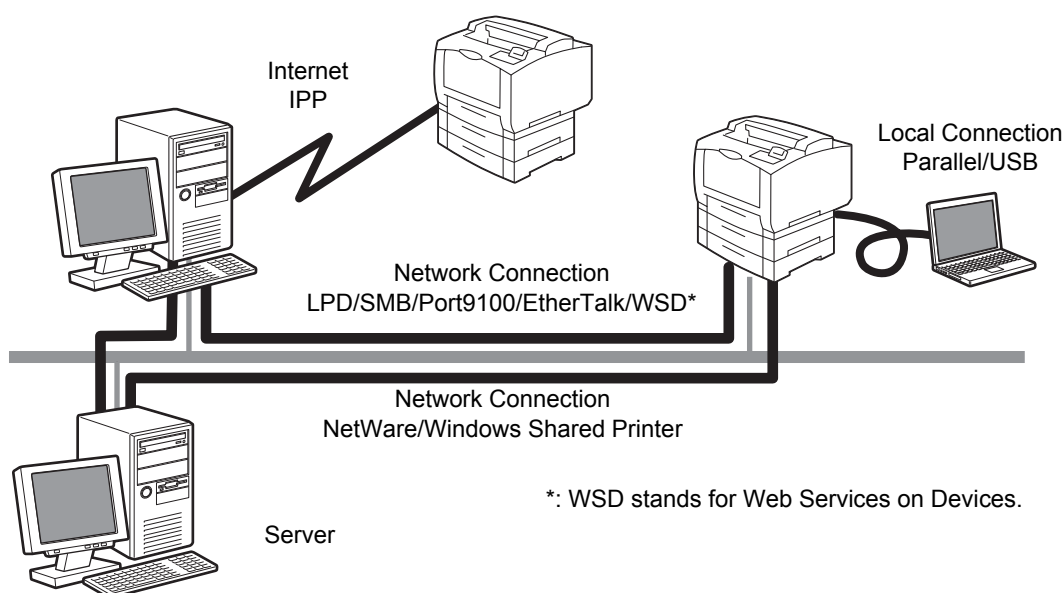 Internet
IPP
Local Connection
Parallel/USB
Network Connection
LPD/SMB/Port9100/EtherTalk/WSD*
Network Connection
NetWare/Windows Shared Printer
*: WSD stands for Web Services on Devices.
Server